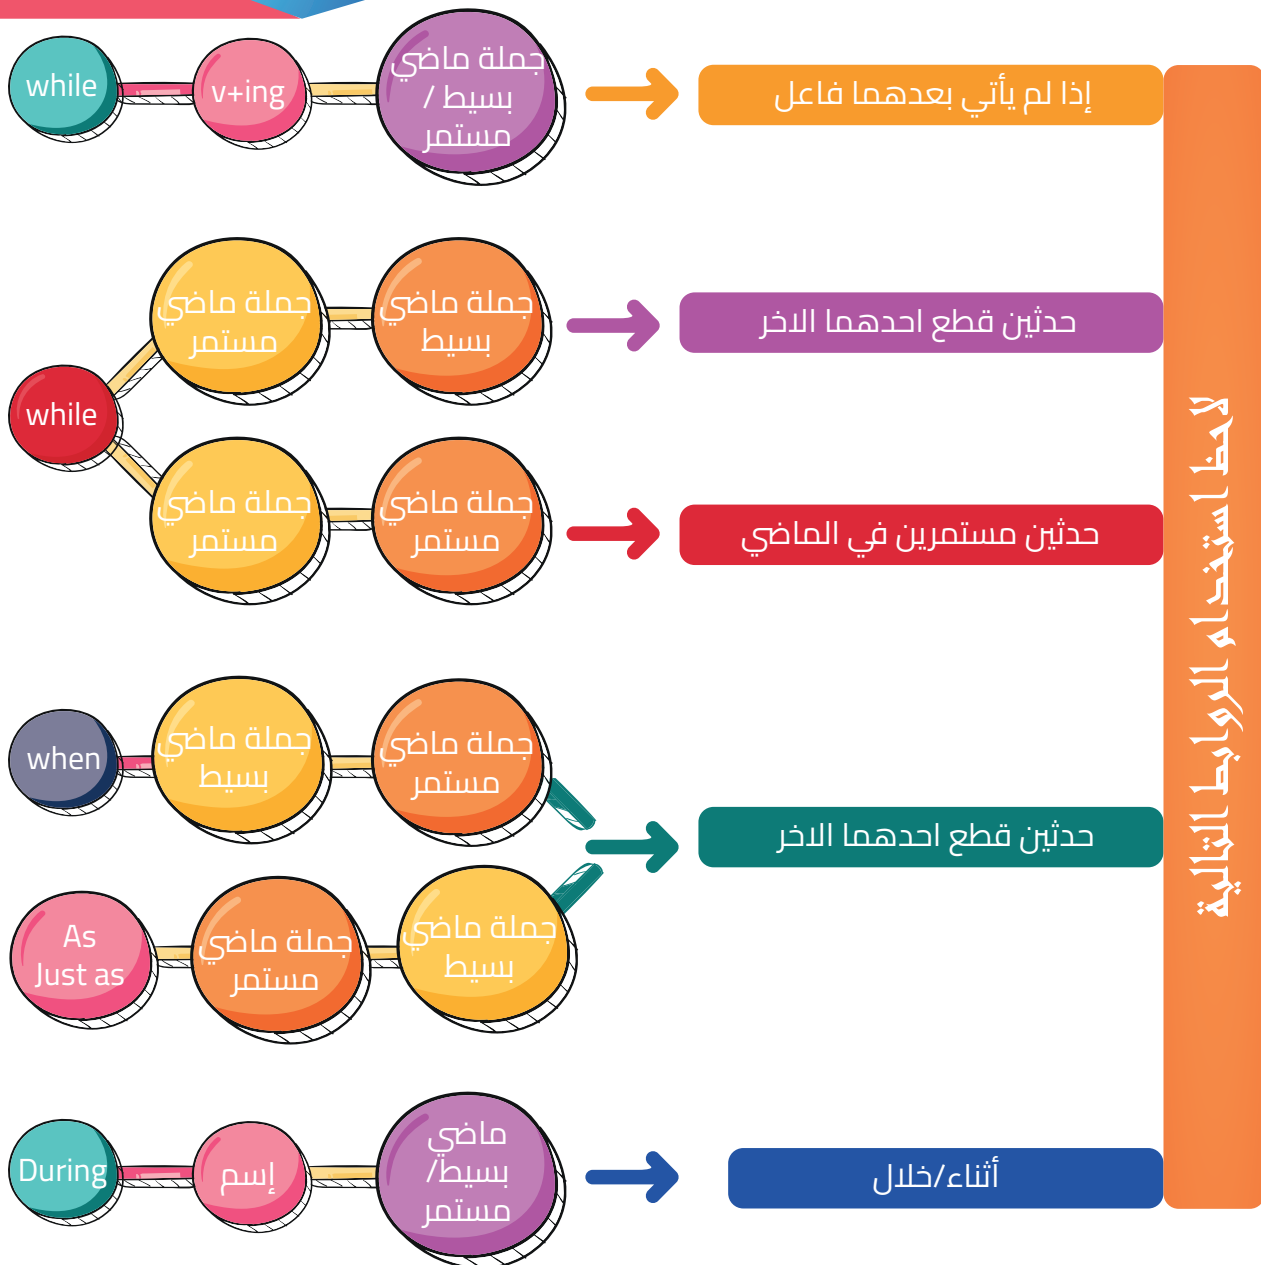 while
v+ing
جملة ماضي
بسيط /
مستمر
إذا لم يأتي بعدهما فاعل
while
جملة ماضي
مستمر
جملة ماضي
بسيط
حدثين قطع احدهما الاخر
جملة ماضي
مستمر
جملة ماضي
مستمر
حدثين مستمرين في الماضي
when
جملة ماضي
بسيط
جملة ماضي
مستمر
حدثين قطع احدهما الاخر
As
Just as
جملة ماضي
مستمر
جملة ماضي
بسيط
During
إسم
ماضي
بسيط/
مستمر
أثناء/خلال
لاحظ استخدام الروابط التالية